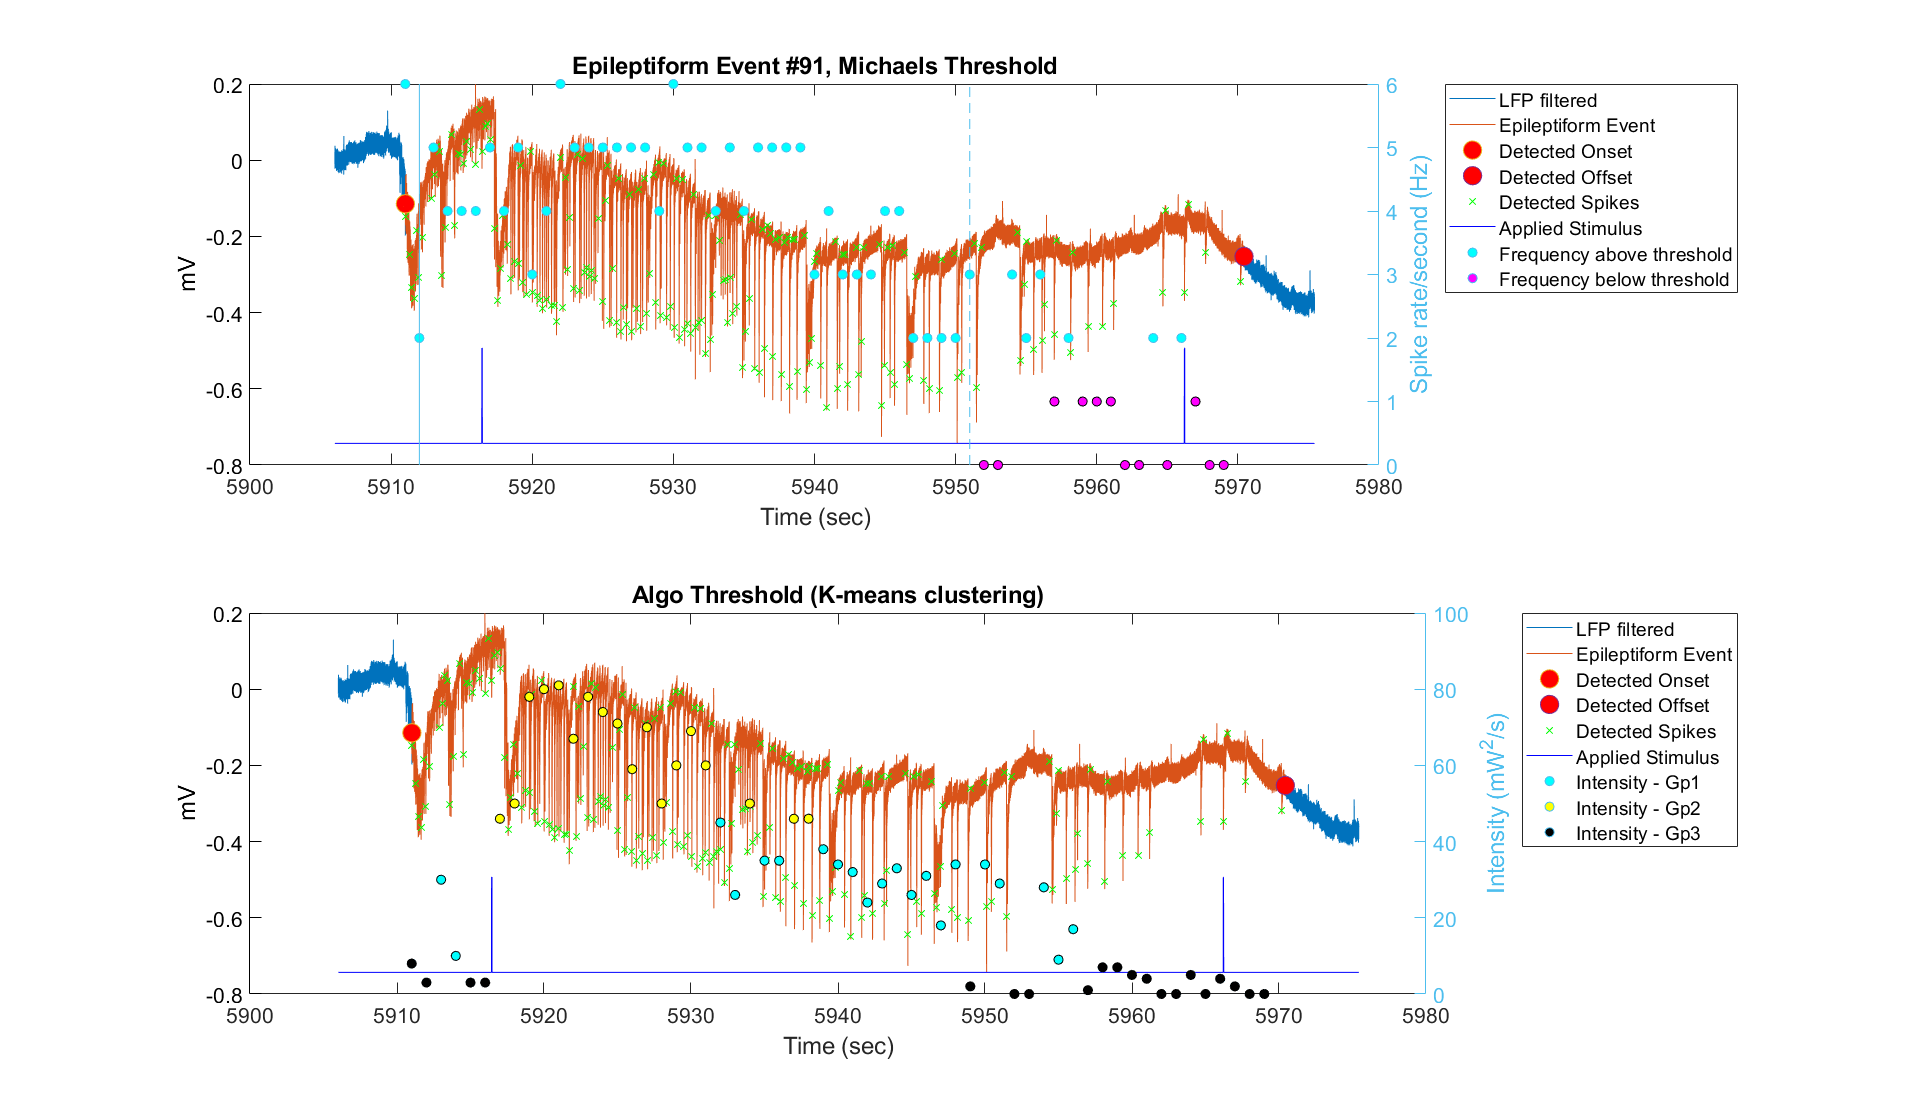 Epileptiform Event #91, Michaels Threshold
0.2
0
-0.2
-0.4
-0.6
-0.8
mV
5900
5910
5920
5930
5940
5950
5960
5970
5980
Time (sec)
6
5
4
3
2
1
0
Spike rate/second (Hz)
LFP filtered
Epileptiform Event
Detected Onset
Detected Offset
Detected Spikes
Applied Stimulus
Frequency above threshold
Frequency below threshold
Algo Threshold (K-means clustering)
0.2
0
-0.2
-0.4
-0.6
-0.8
mV
5900
5910
5920
5930
5940
5950
5960
5970
5980
Time (sec)
100
80
60
40
20
0
Intensity (mW²/s)
LFP filtered
Epileptiform Event
Detected Onset
Detected Offset
Detected Spikes
Applied Stimulus
Intensity - Gp1
Intensity - Gp2
Intensity - Gp3